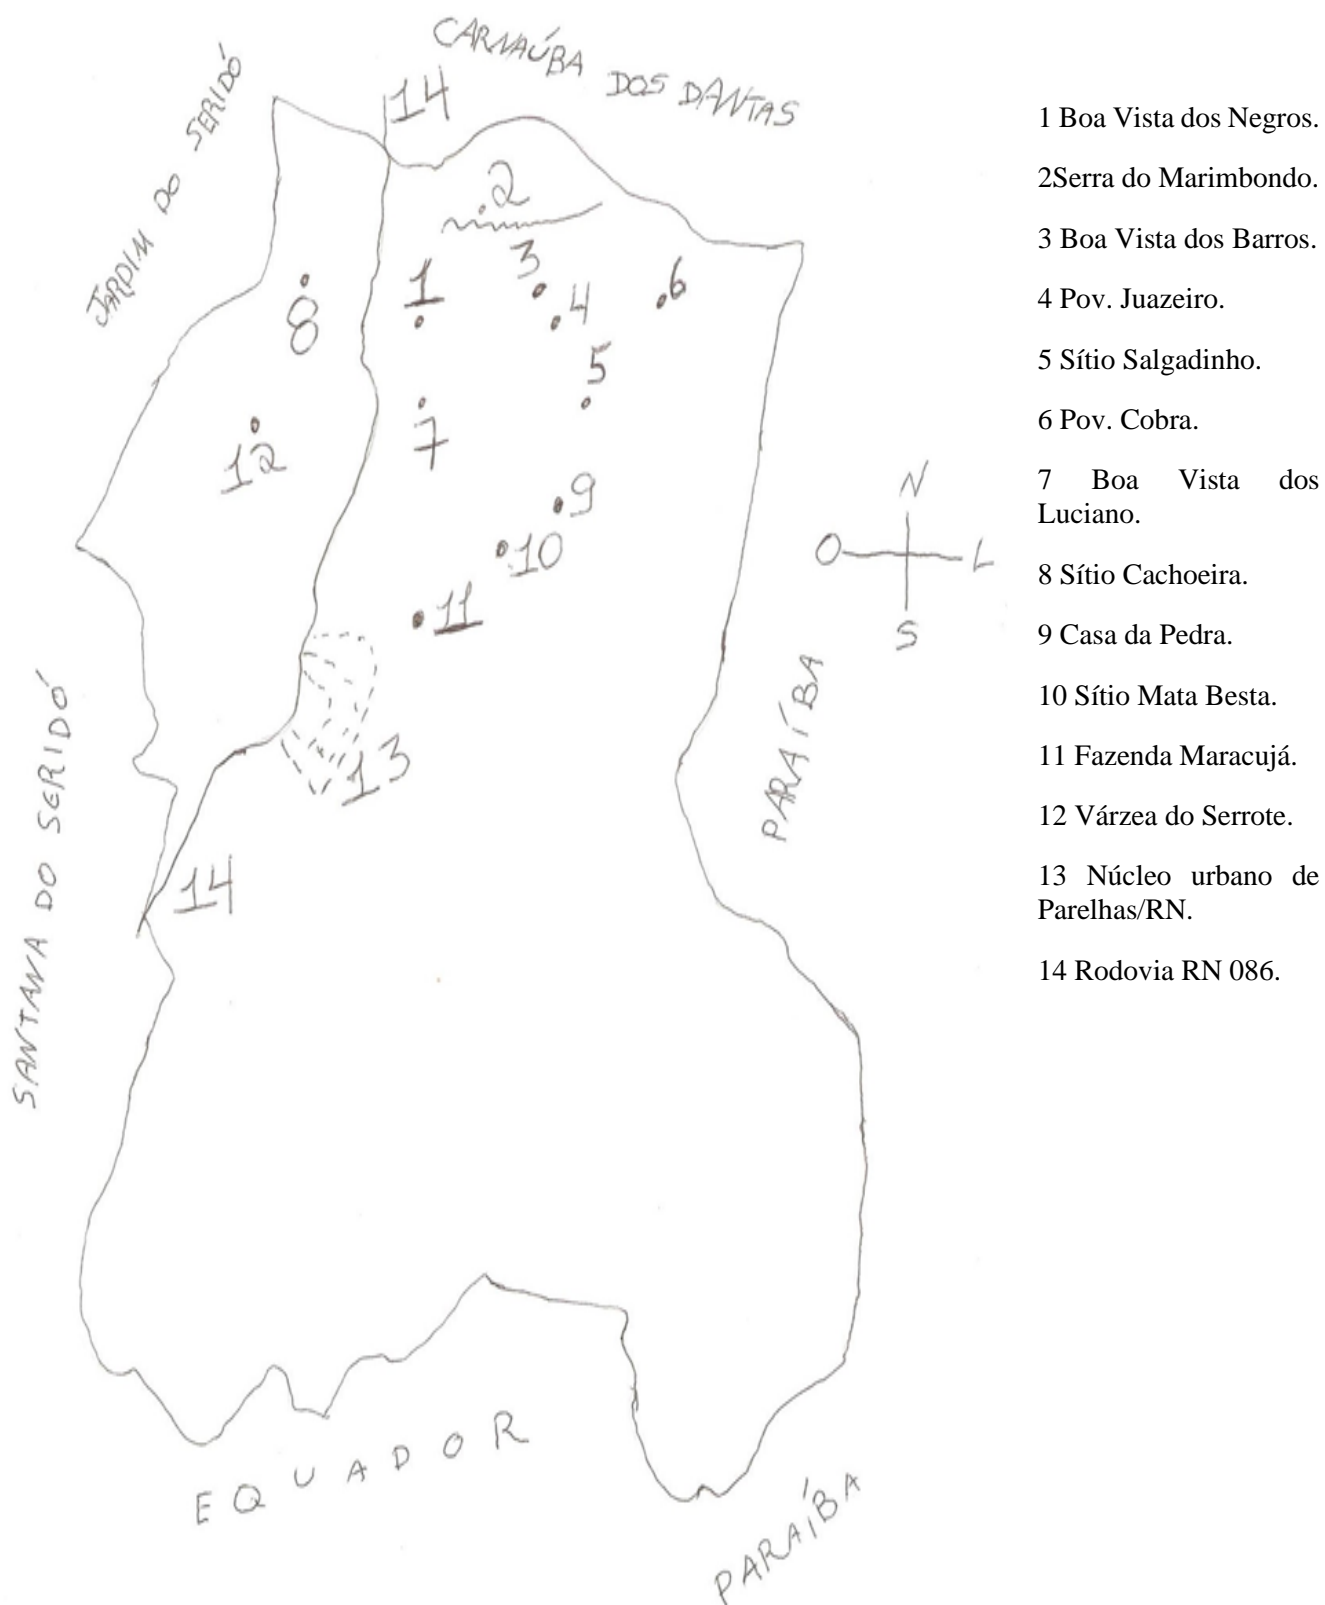 CARNAÚBA DOS DANTAS
JARDIM DO SERIDÓ
14
2
3
6
1
4
8
5
7
12
9
10
11
N
O L
S
13
PARAÍBA
SANTANA DO SERIDÓ
14
EQUADOR
PARAÍBA
1 Boa Vista dos Negros.
2Serra do Marimbondo.
3 Boa Vista dos Barros.
4 Pov. Juazeiro.
5 Sítio Salgadinho.
6 Pov. Cobra.
7 Boa Vista dos
Luciano.
8 Sítio Cachoeira.
9 Casa da Pedra.
10 Sítio Mata Besta.
11 Fazenda Maracujá.
12 Várzea do Serrote.
13 Núcleo urbano de
Parelhas/RN.
14 Rodovia RN 086.